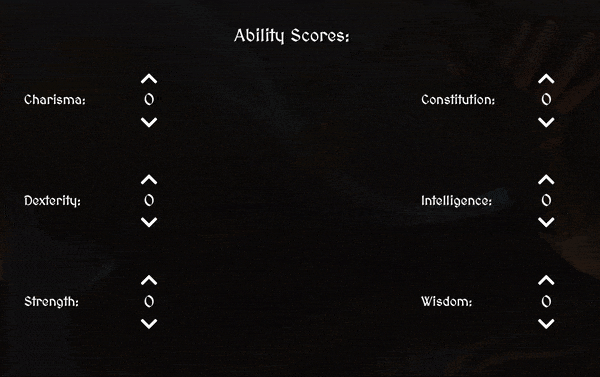 Ability Scores:
Charisma: 0
Constitution: 0
Dexterity: 0
Intelligence: 0
Strength: 0
Wisdom: 0